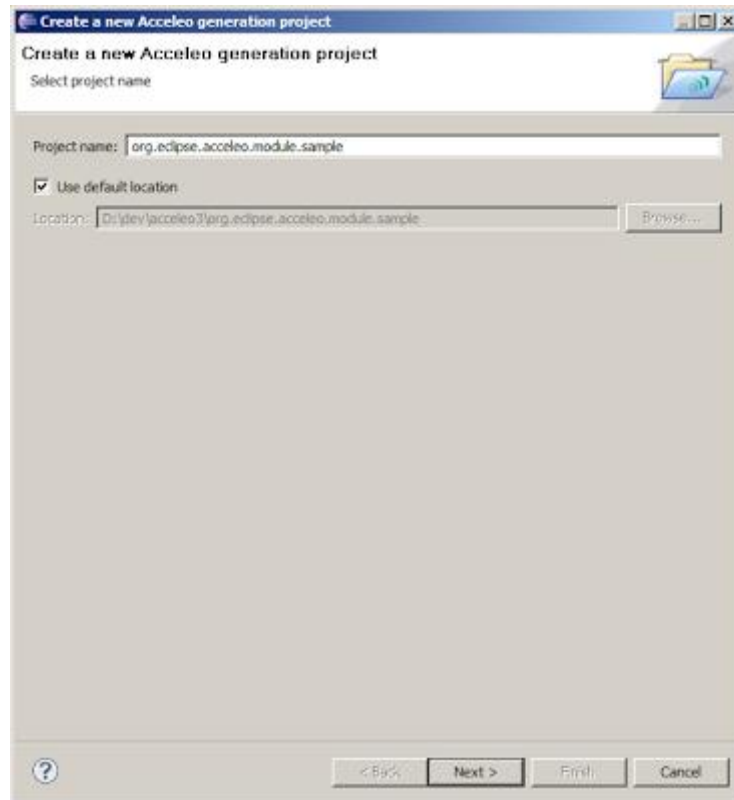 Create a new Acceleo generation project
Create a new Acceleo generation project
Select project name
Project name: org.eclipse.acceleo.module.sample
Use default location
Location: D:\dev\acceleo3\org.eclipse.acceleo.module.sample Browse...
? < Back Next > Finish Cancel